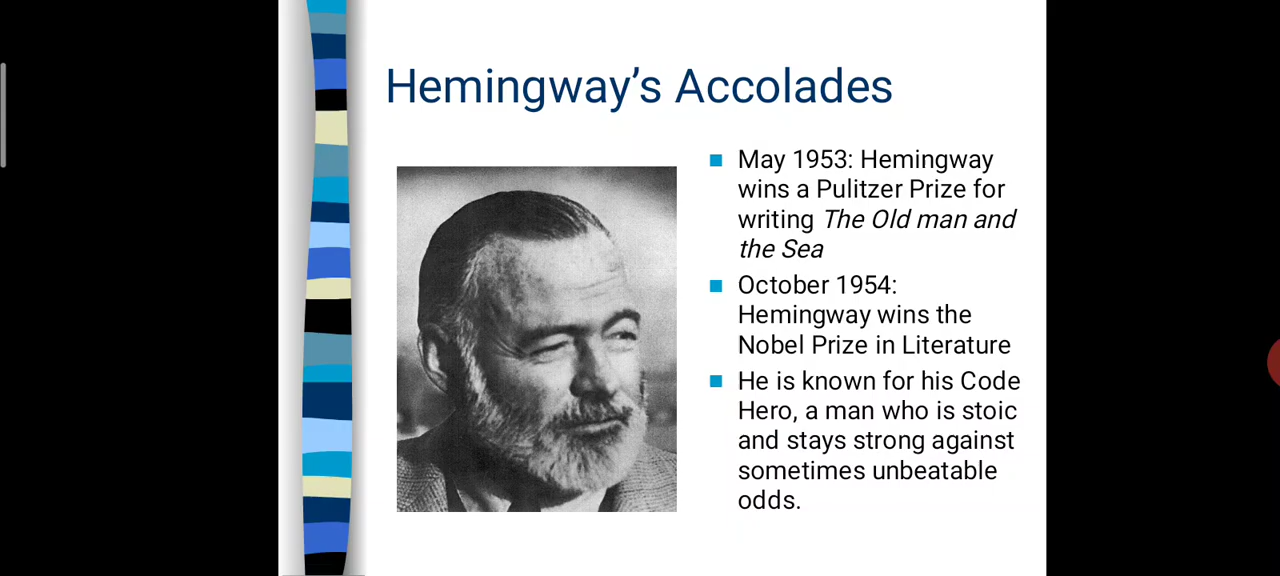 Hemingway’s Accolades
May 1953: Hemingway
wins a Pulitzer Prize for
writing The Old man and
the Sea
October 1954:
Hemingway wins the
Nobel Prize in Literature
He is known for his Code
Hero, a man who is stoic
and stays strong against
sometimes unbeatable
odds.